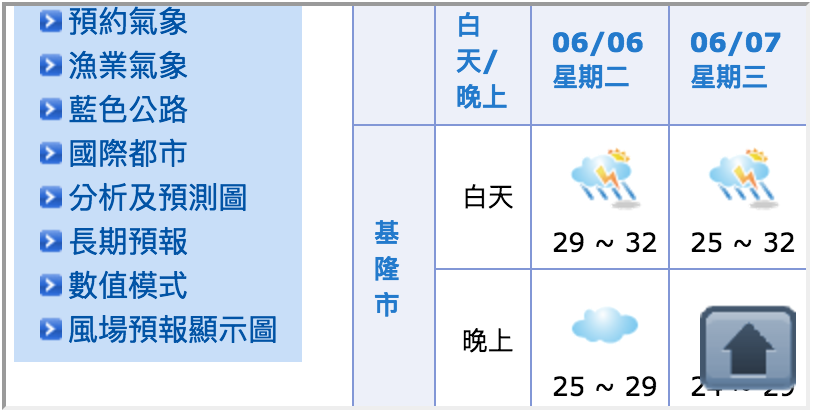 預約氣象
漁業氣象
藍色公路
國際都市
分析及預測圖
長期預報
數值模式
風場預報顯示圖
白
天/
晚上
06/06
星期二
06/07
星期三
基
隆
市
白天
29 ~ 32
25 ~ 32
晚上
25 ~ 29